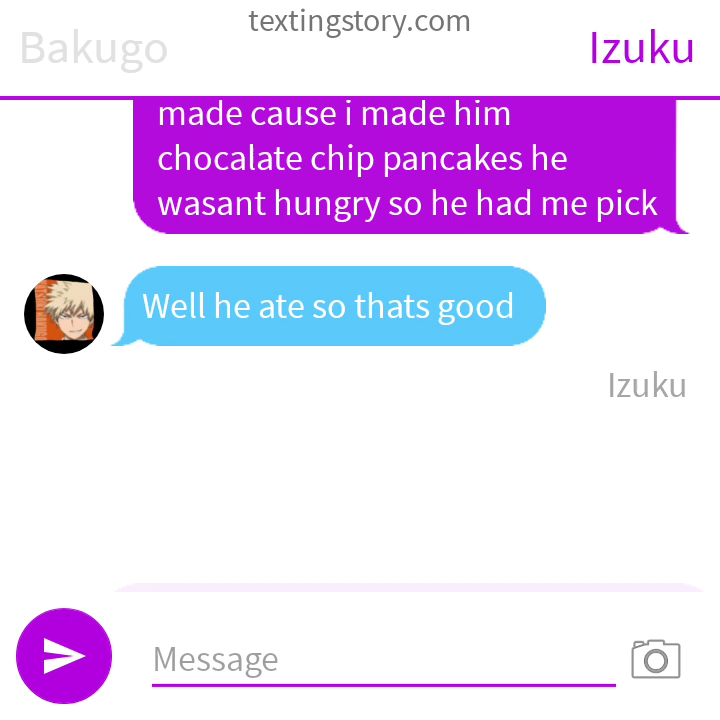 textingstory.com
Bakugo
Izuku
made cause i made him
chocalate chip pancakes he
wasant hungry so he had me pick
Well he ate so thats good
Izuku
Message